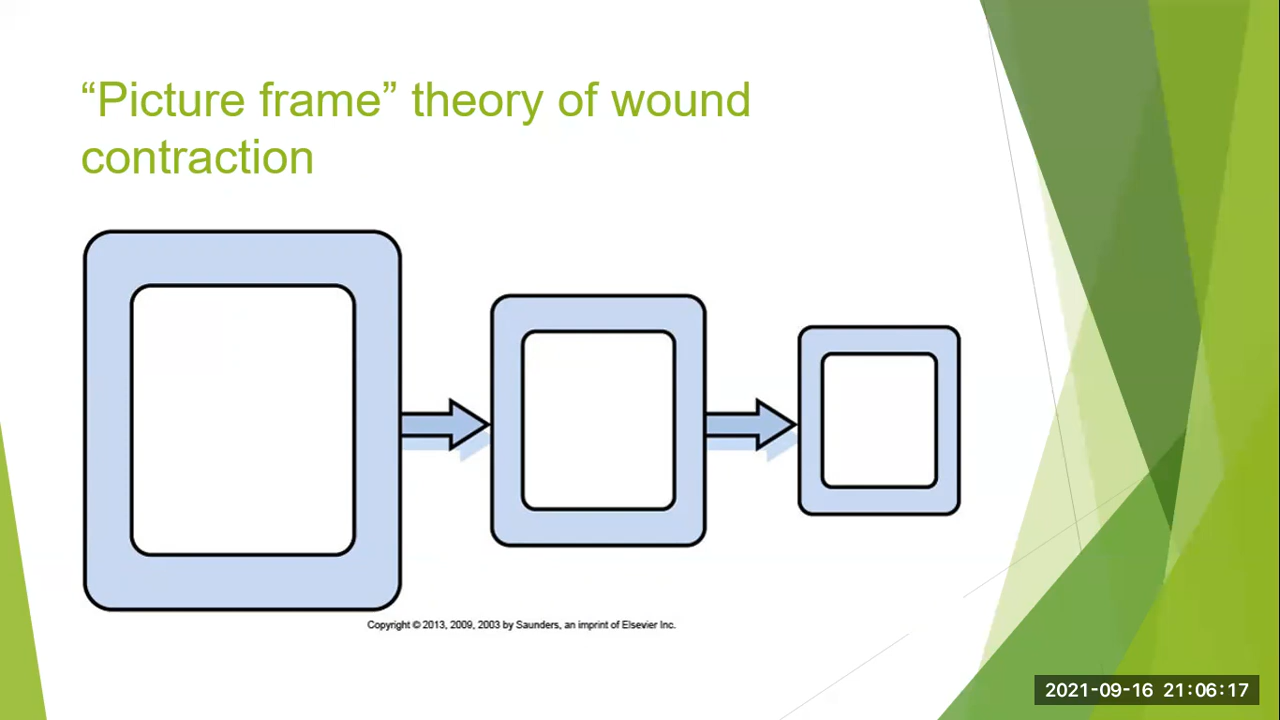 “Picture frame” theory of wound
contraction
Copyright © 2013, 2009, 2003 by Saunders, an imprint of Elsevier Inc.
2021-09-16 21:06:17